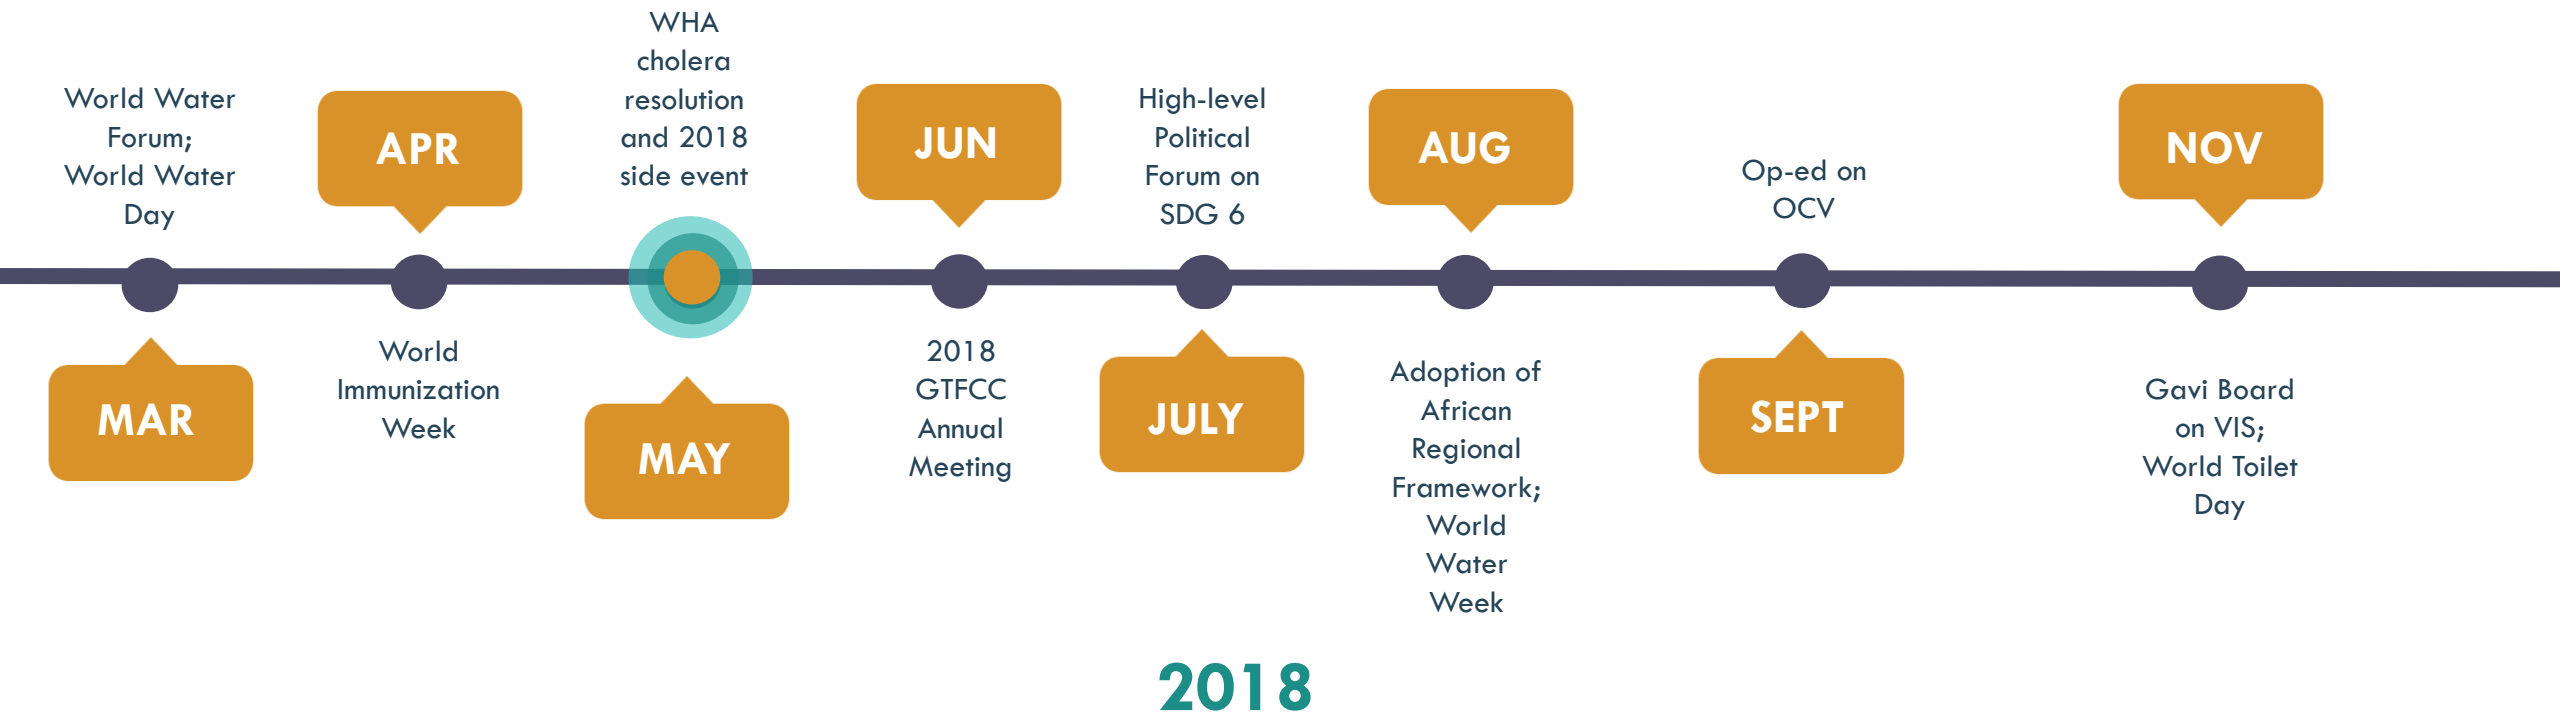 World Water
Forum;
World Water
Day
MAR
APR
World
Immunization
Week
WHA
cholera
resolution
and 2018
side event
MAY
JUN
2018
GTFCC
Annual
Meeting
High-level
Political
Forum on
SDG 6
JULY
AUG
Adoption of
African
Regional
Framework;
World
Water
Week
Op-ed on
OCV
SEPT
NOV
Gavi Board
on VIS;
World Toilet
Day
2018